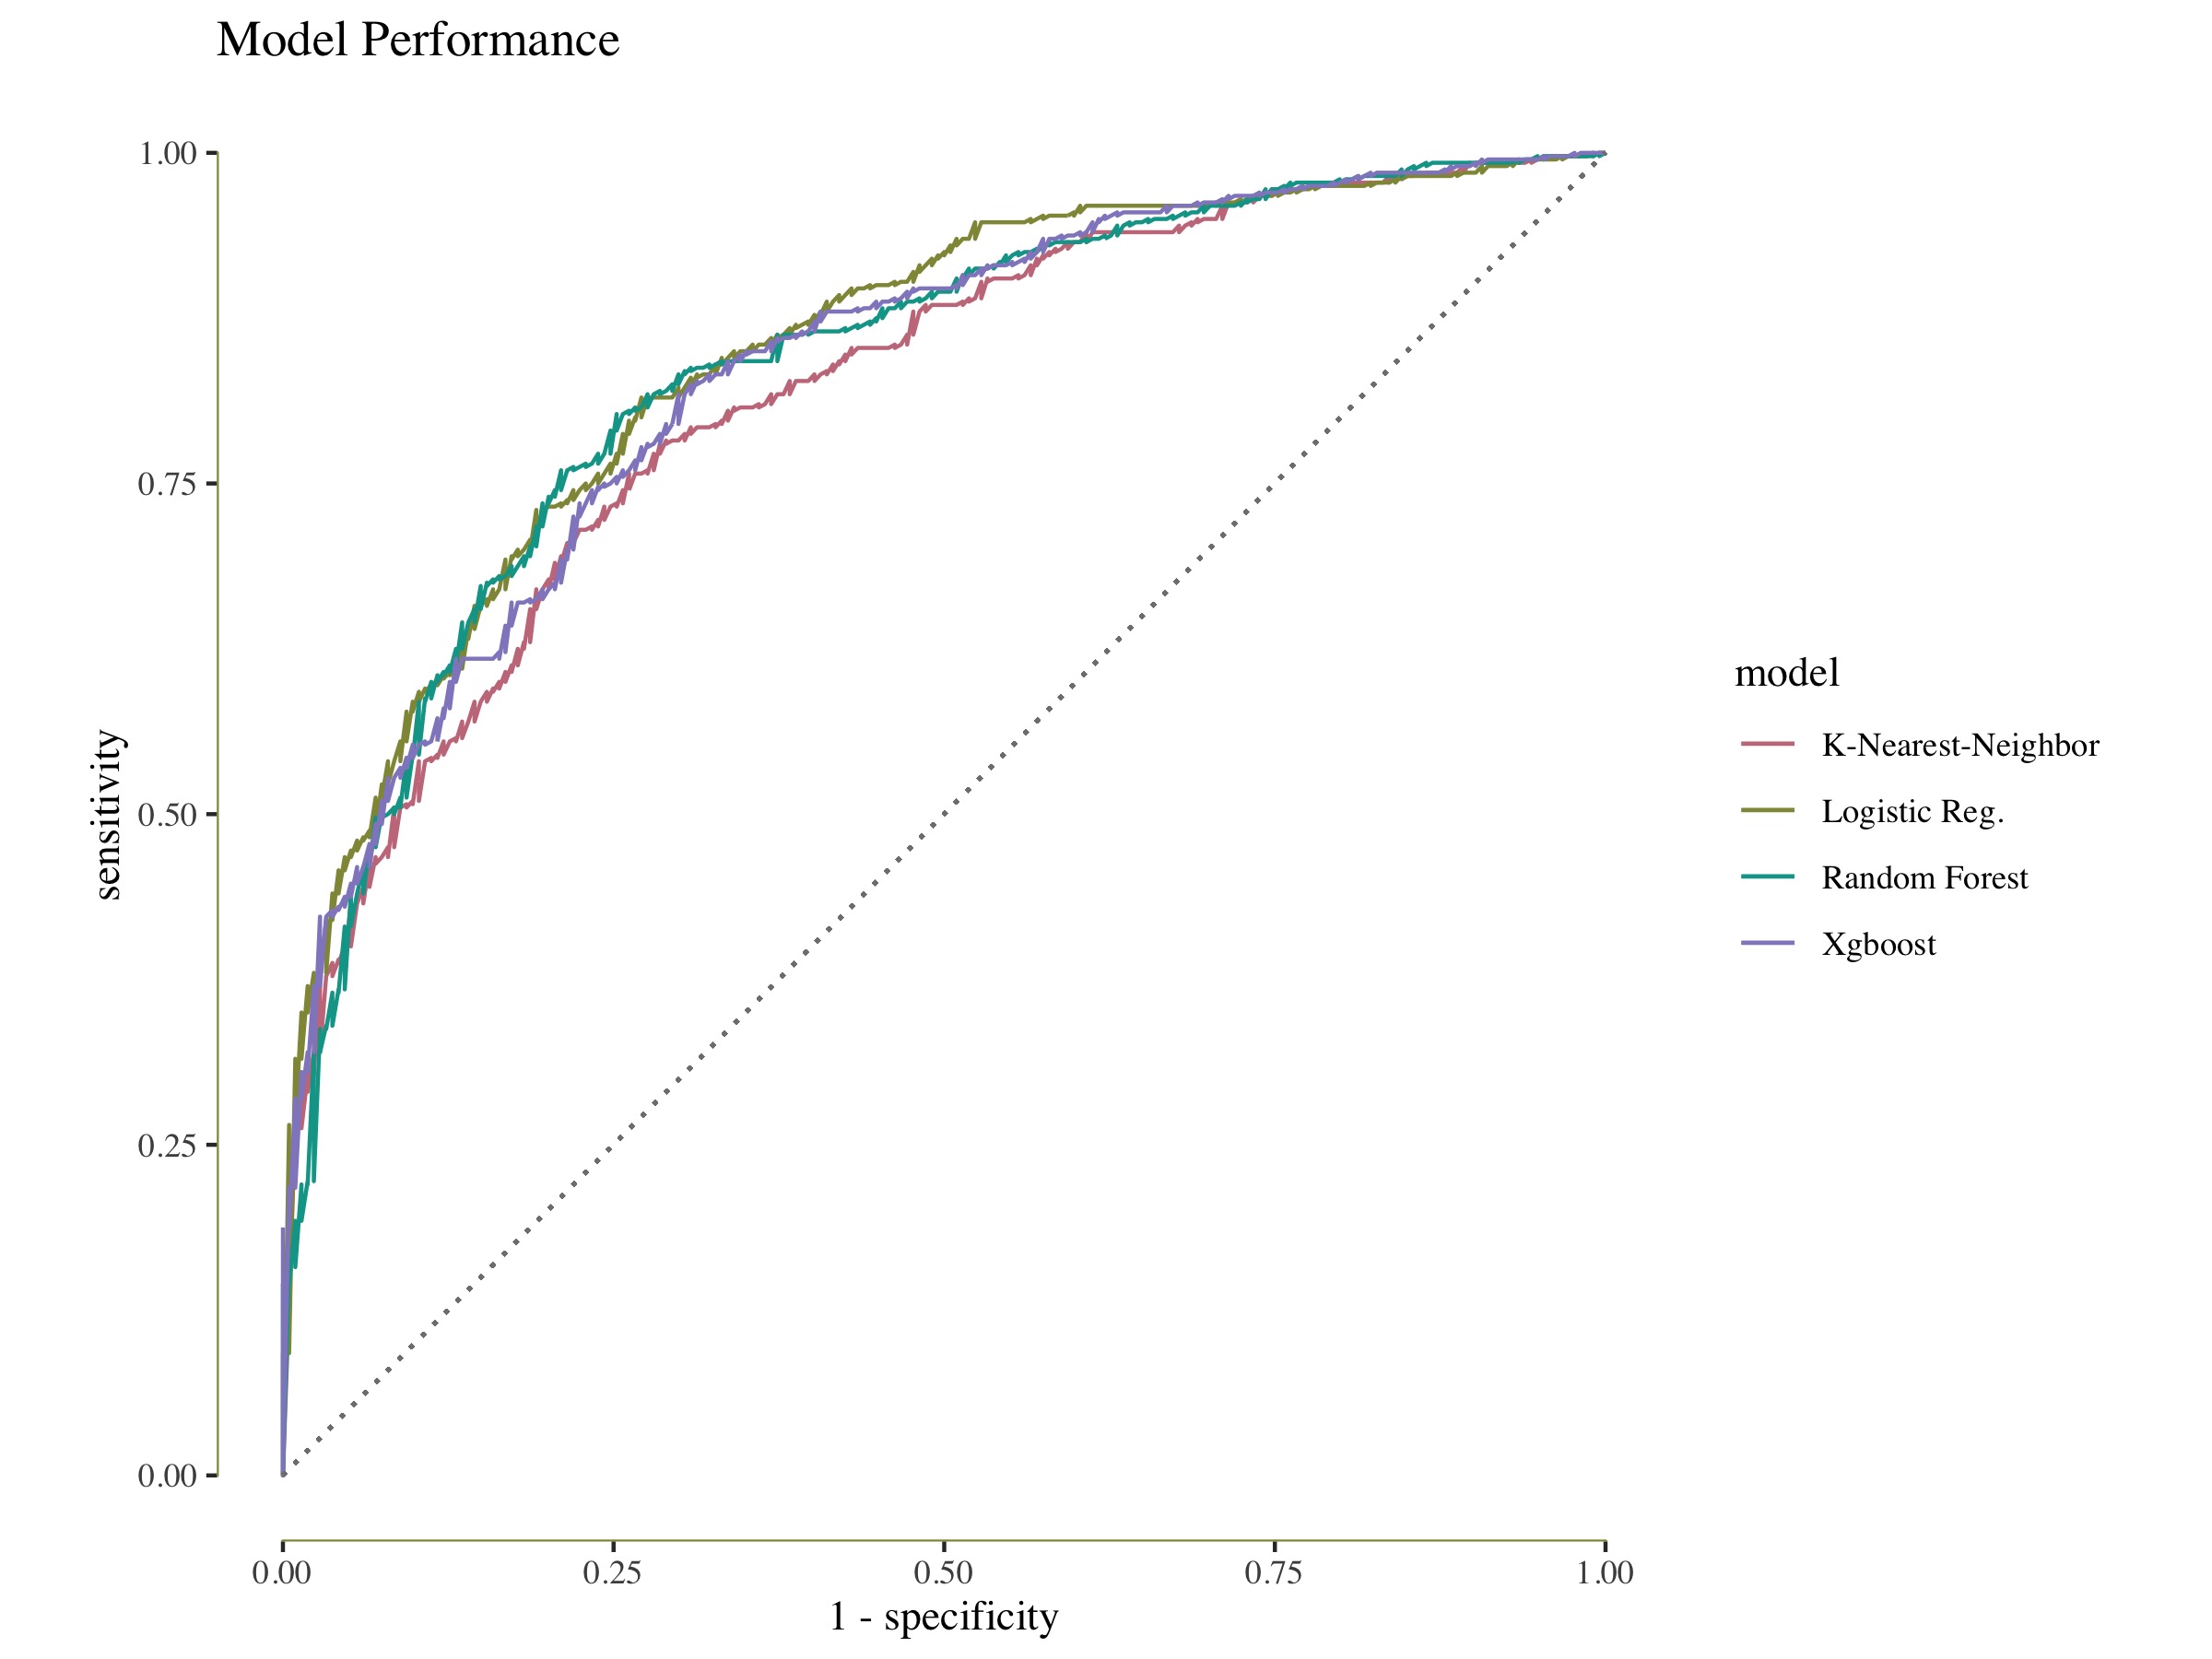 Model Performance
1.00
0.75
0.50
0.25
0.00
sensitivity
0.00 0.25 0.50 0.75 1.00
1 - specificity
model
K-Nearest-Neighbor
Logistic Reg.
Random Forest
Xgboost